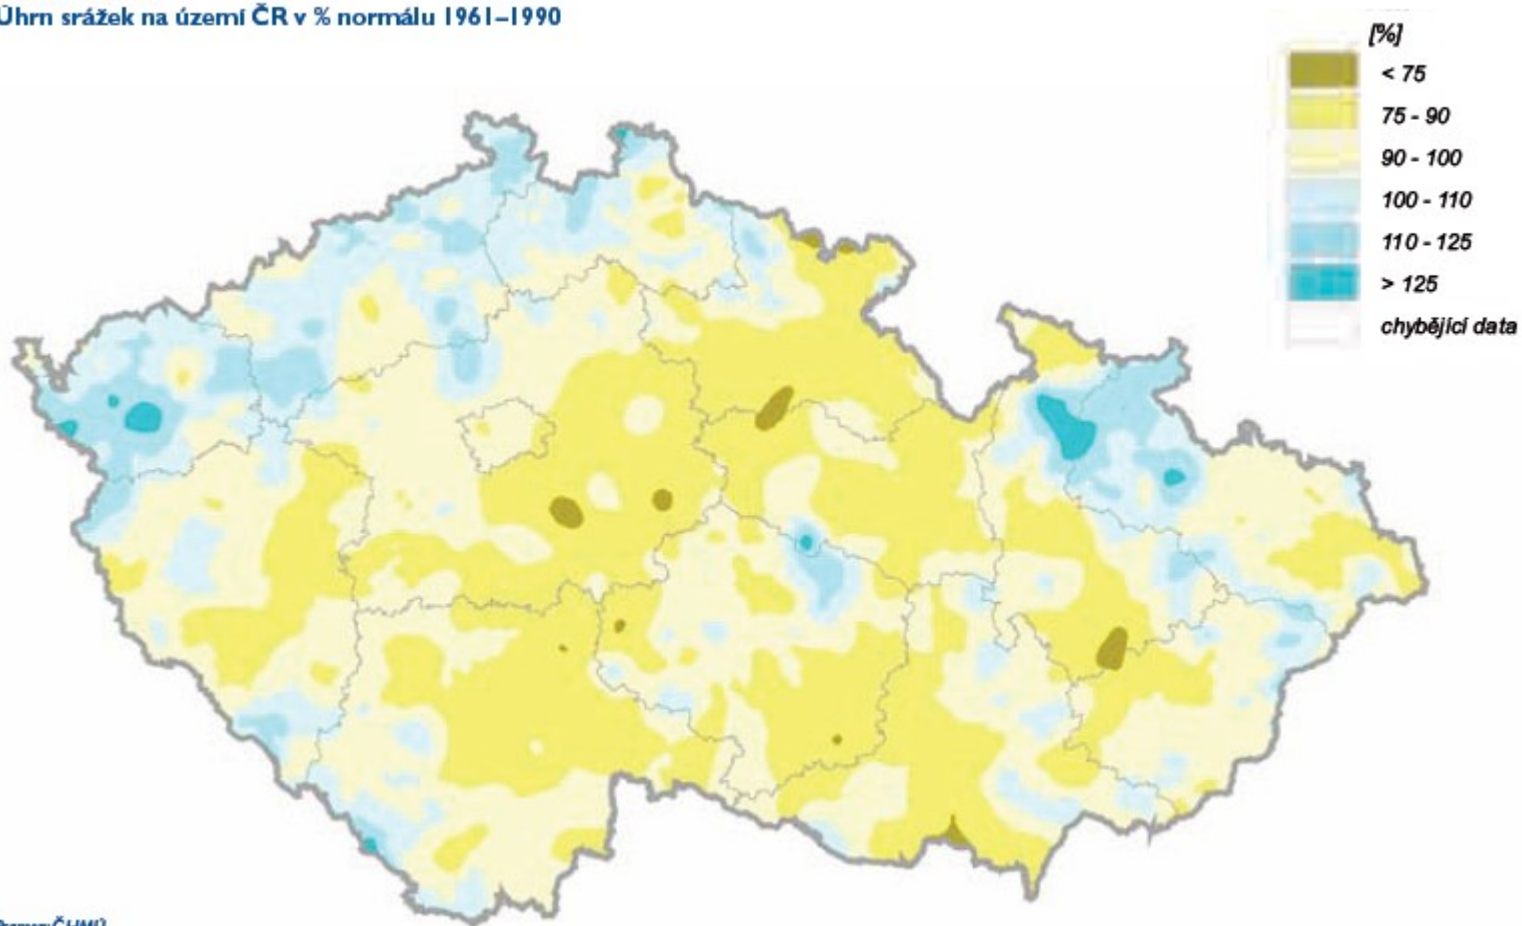 Úhrn srážek na území ČR v % normálu 1961–1990
[%]
< 75
75 - 90
90 - 100
100 - 110
110 - 125
> 125
chybějící data
ČHMÚ